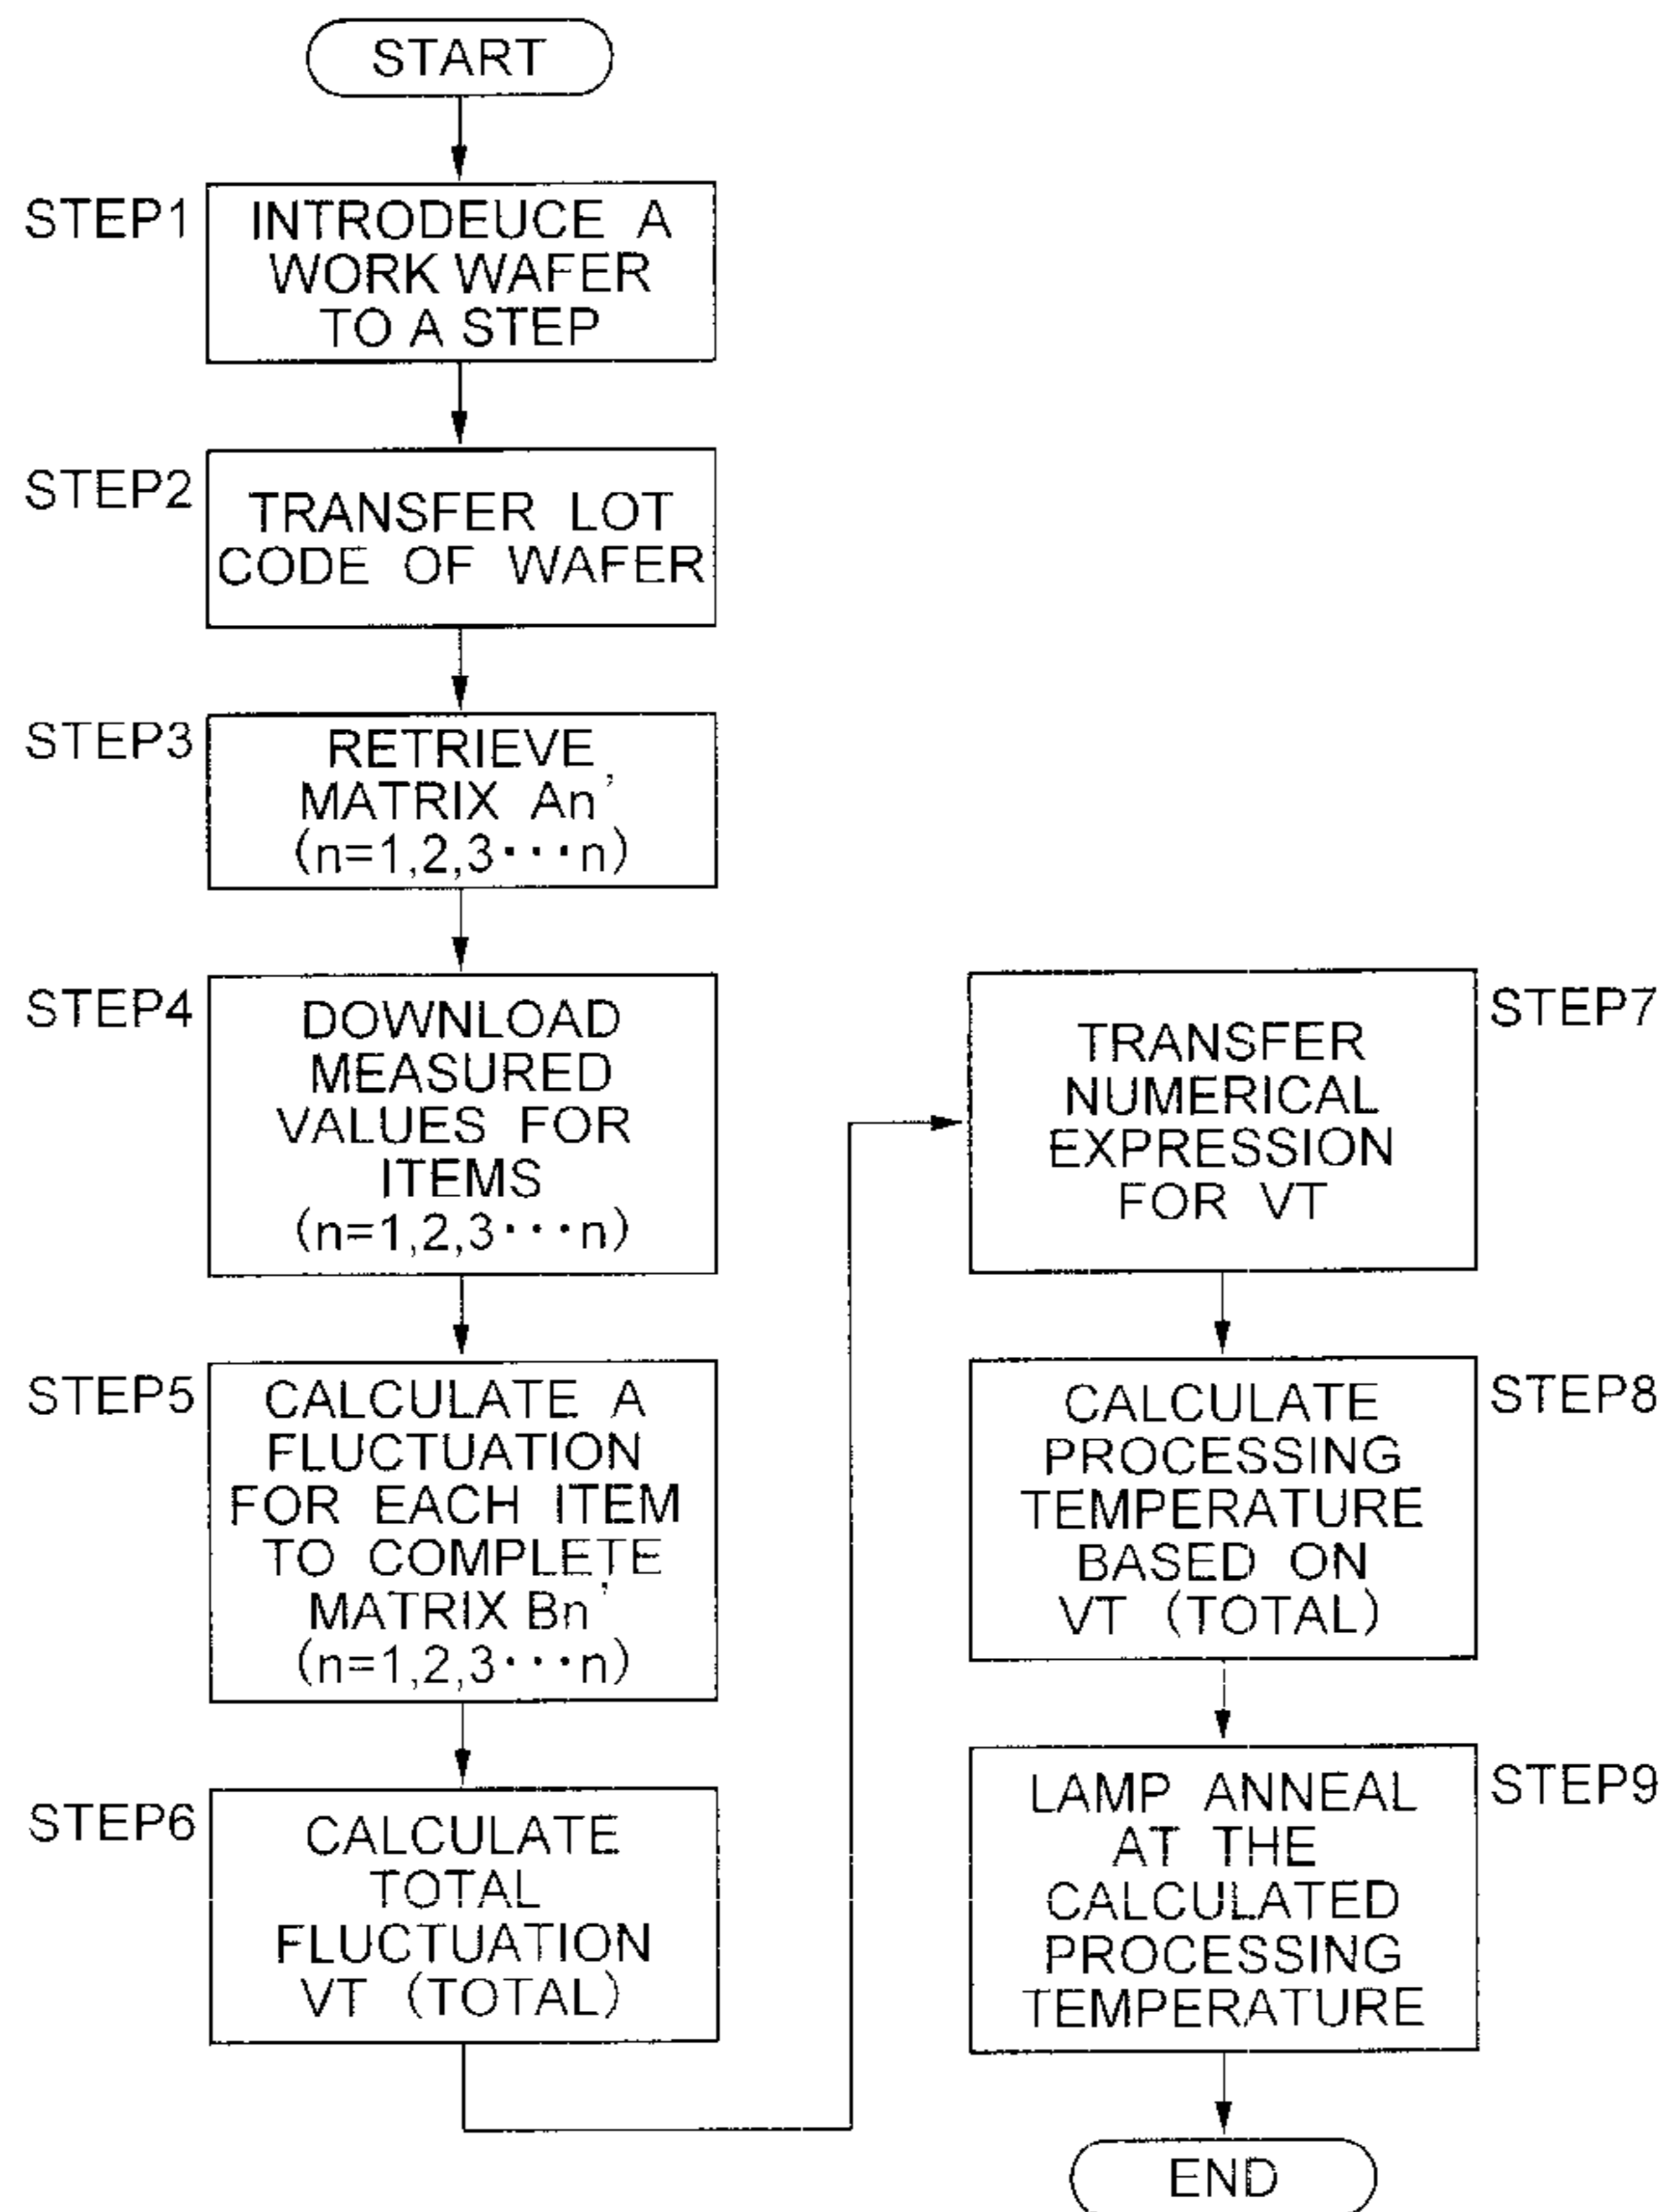 START
STEP1
INTRODEUCE A
WORK WAFER
TO A STEP
STEP2
TRANSFER LOT
CODE OF WAFER
STEP3
RETRIEVE
MATRIX An'
(n=1,2,3···n)
STEP4
DOWNLOAD
MEASURED
VALUES FOR
ITEMS
(n=1,2,3···n)
STEP5
CALCULATE A
FLUCTUATION
FOR EACH ITEM
TO COMPLETE
MATRIX Bn'
(n=1,2,3···n)
STEP6
CALCULATE
TOTAL
FLUCTUATION
VT (TOTAL)
STEP7
TRANSFER
NUMERICAL
EXPRESSION
FOR VT
STEP8
CALCULATE
PROCESSING
TEMPERATURE
BASED ON
VT (TOTAL)
STEP9
LAMP ANNEAL
AT THE
CALCULATED
PROCESSING
TEMPERATURE
END